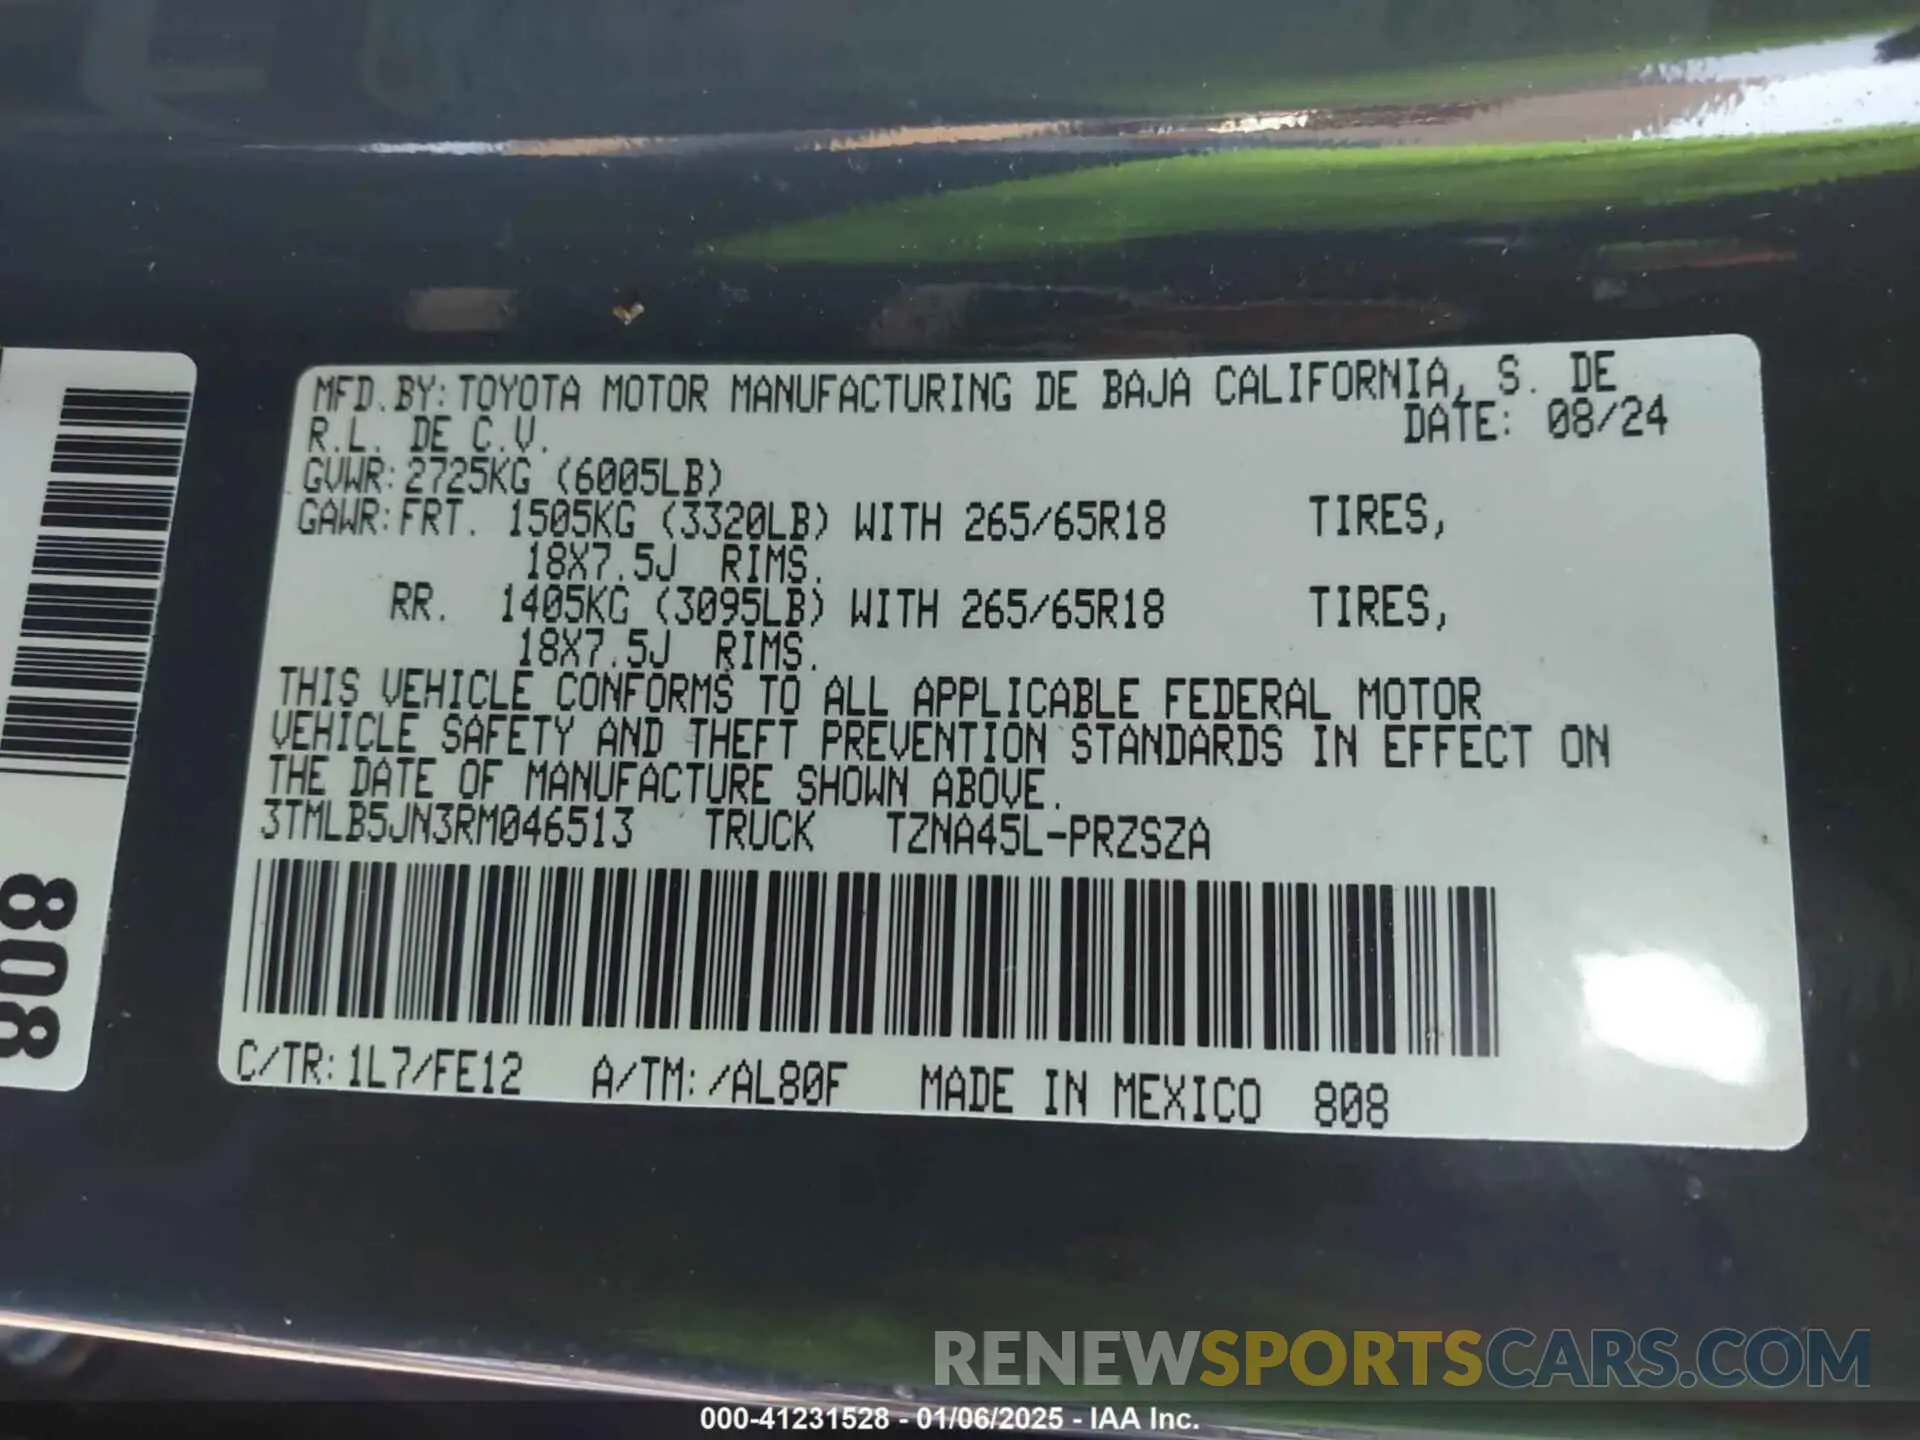 MFD.BY:TOYOTA MOTOR MANUFACTURING DE BAJA CALIFORNIA, S. DE
R.L. DE C.V. DATE: 08/24
GVWR:2725KG (6005LB)
GAWR:FRT. 1505KG (3320LB) WITH 265/65R18 TIRES,
18X7.5J RIMS.
RR. 1405KG (3095LB) WITH 265/65R18 TIRES,
18X7.5J RIMS.
THIS VEHICLE CONFORMS TO ALL APPLICABLE FEDERAL MOTOR
VEHICLE SAFETY AND THEFT PREVENTION STANDARDS IN EFFECT ON
THE DATE OF MANUFACTURE SHOWN ABOVE.
3TMLB5JN3RM046513 TRUCK TZNA45L-PRZSZA
C/TR:1L7/FE12 A/TM:/AL80F MADE IN MEXICO 808
808
RENEWSPORTSCARS.COM
000-41231528 - 01/06/2025 - IAA Inc.